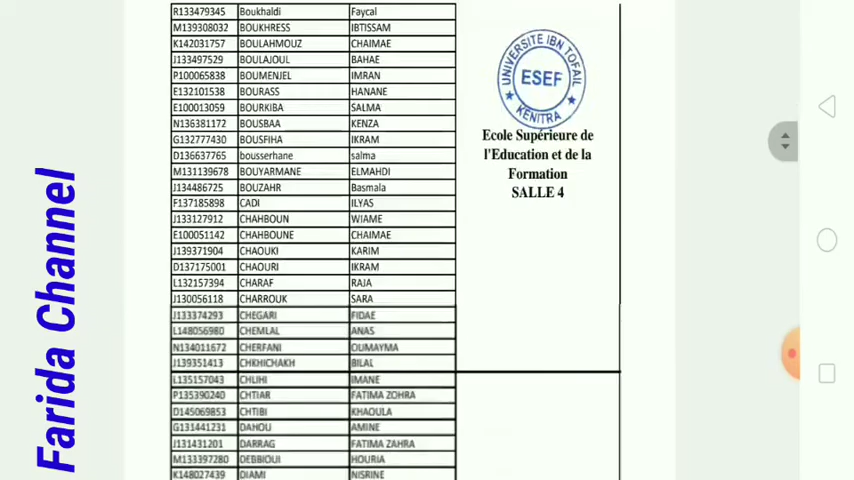 R133479345 Boukhaldi Faycal
M139308032 BOUKHRESS IBTISSAM
K142031757 BOULAHMOUZ CHAIMAE
J133497529 BOULAJOUL BAHAE
P100065838 BOUMENJEL IMRAN
E132101538 BOURASS HANANE
E100013059 BOURKIBA SALMA
N136381172 BOUSBAA KENZA
G132777430 BOUSFIHA IKRAM
D136637765 bousserhane salma
M131139678 BOUYARMANE ELMAHDI
J134486725 BOUZAHR Basmala
F137185898 CADI ILYAS
J133127912 CHAHBOUN WIAME
E100051142 CHAHBOUNE CHAIMAE
J139371904 CHAOUKI KARIM
D137175001 CHAOURI IKRAM
L132157394 CHARAF RAJA
J130056118 CHARROUK SARA
J133374293 CHEGARI FIDAE
L148056980 CHEMLAL ANAS
N134011672 CHERFANI OUMAYMA
J139351413 CHKHICHAKH BILAL
L135157043 CHLIHI IMANE
P135390240 CHTIAR FATIMA ZOHRA
D145069853 CHTIBI KHAOULA
G131441231 DAHOU AMINE
J131431201 DARRAG FATIMA ZAHRA
M133397280 DEBBIOUI HOURIA
K148027439 DIAMI NISRINE
UNIVERSITE IBN TOFAIL
ESEF
KENITRA
Ecole Supérieure de
l'Education et de la
Formation
SALLE 4
Farida Channel